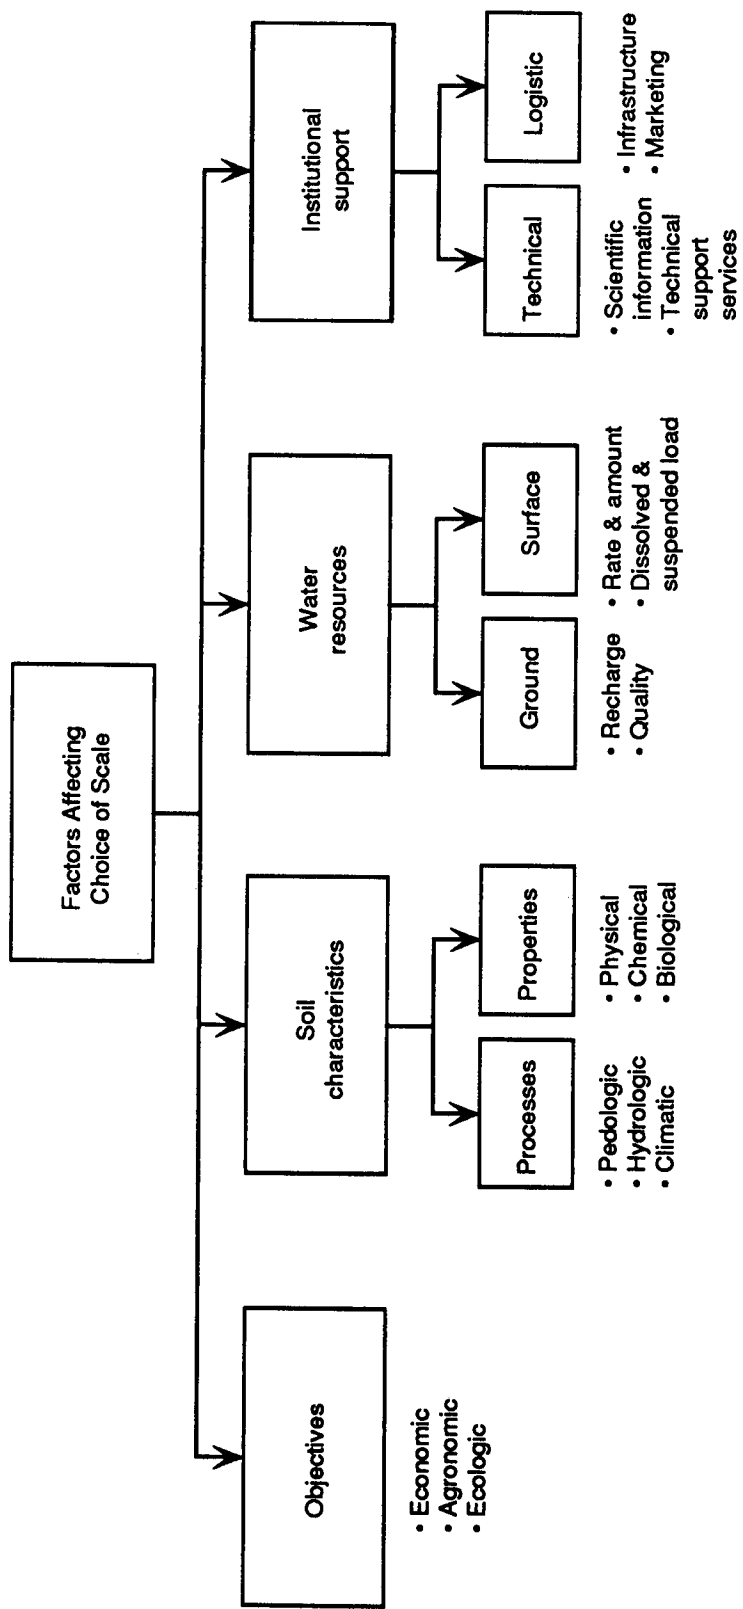 Factors Affecting
Choice of Scale
Objectives
• Economic
• Agronomic
• Ecologic
Soil
characteristics
Processes
• Pedologic
• Hydrologic
• Climatic
Properties
• Physical
• Chemical
• Biological
Water
resources
Ground
• Recharge
• Quality
Surface
• Rate & amount
• Dissolved &
suspended load
Institutional
support
Technical
• Scientific
information
• Technical
support
services
Logistic
• Infrastructure
• Marketing